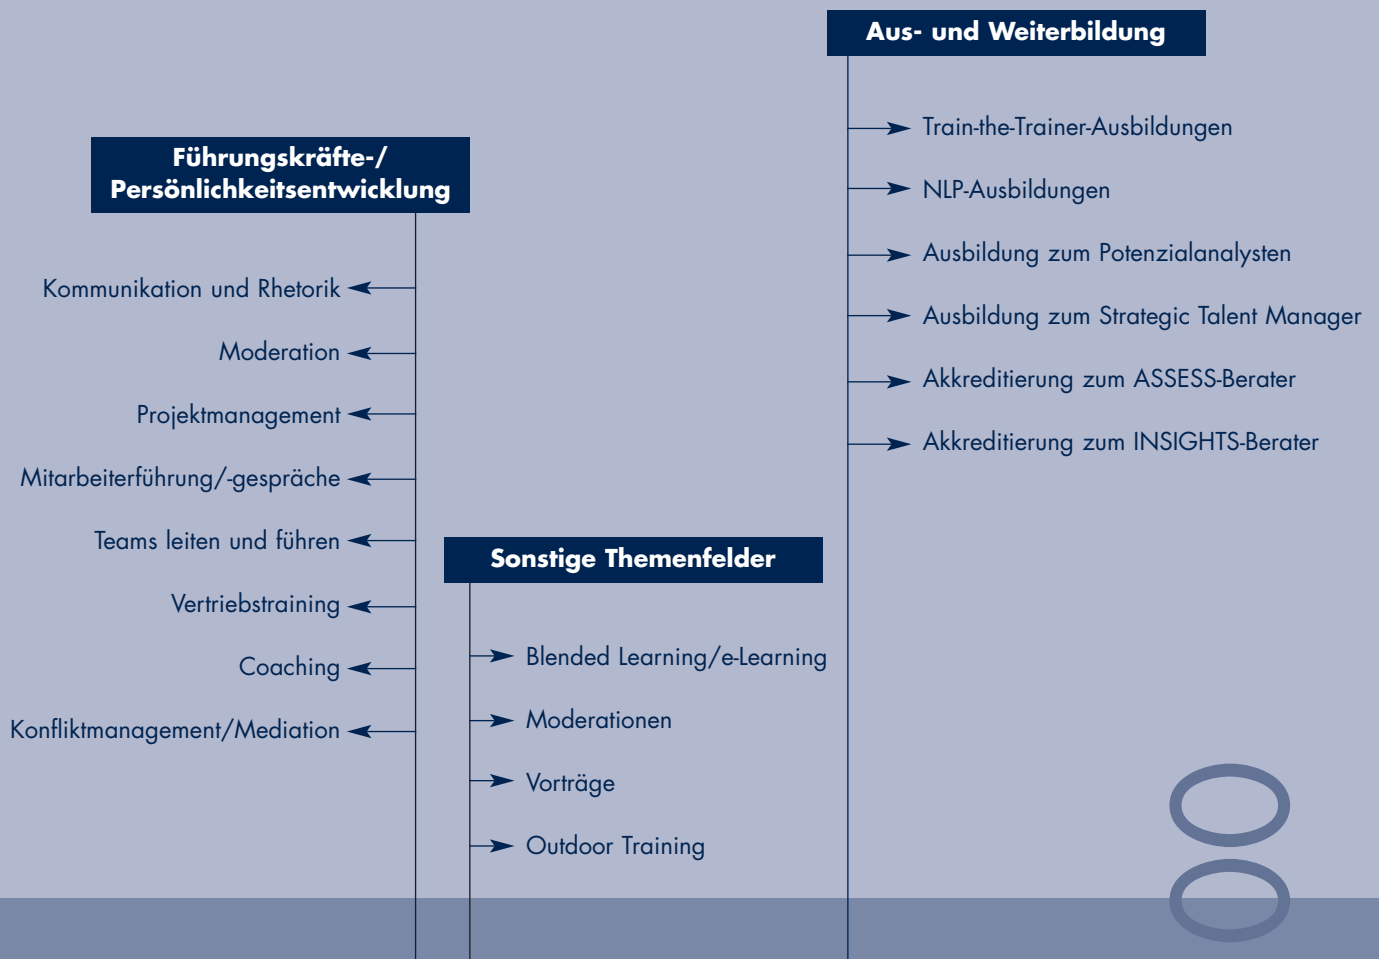 Führungskräfte-/
Persönlichkeitsentwicklung
Kommunikation und Rhetorik
Moderation
Projektmanagement
Mitarbeiterführung/-gespräche
Teams leiten und führen
Vertriebstraining
Coaching
Konfliktmanagement/Mediation
Sonstige Themenfelder
Blended Learning/e-Learning
Moderationen
Vorträge
Outdoor Training
Aus- und Weiterbildung
Train-the-Trainer-Ausbildungen
NLP-Ausbildungen
Ausbildung zum Potenzialanalysten
Ausbildung zum Strategic Talent Manager
Akkreditierung zum ASSESS-Berater
Akkreditierung zum INSIGHTS-Berater